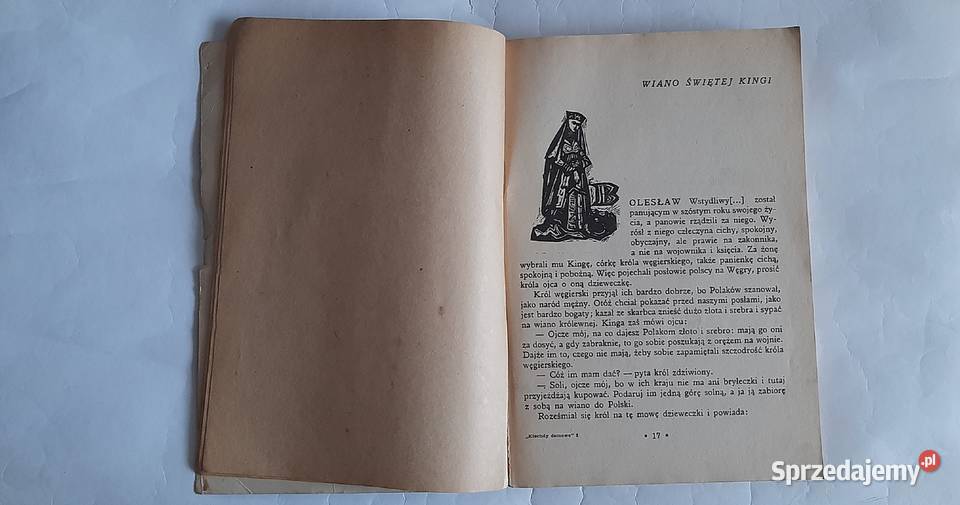 WIANO ŚWIĘTEJ KINGI
BOLESŁAW Wstydliwy[...] został
panującym w szóstym roku swojego ży-
cia, a panowie rządzili za niego. Wy-
rósł z niego człeczyna cichy, spokojny,
obyczajny, ale prawie na zakonnika,
a nie na wojownika i księcia. Za żonę
wybrali mu Kingę, córkę króla węgierskiego, także panienkę cichą,
spokojną i pobożną. Więc pojechali posłowie polscy na Węgry, prosić
króla ojca o oną dzieweczkę.
Król węgierski przyjął ich bardzo dobrze, bo Polaków szanował,
jako naród mężny. Otóż chciał pokazać przed naszymi posłami, jako
jest bardzo bogaty; kazał ze skarbca znieść dużo złota i srebra i sypać
na wiano królewnej. Kinga zaś mówi ojcu:
— Ojcze mój, na co dajesz Polakom złoto i srebro: mają go oni
za dosyć, a gdy zabraknie, to go sobie poszukają z orężem na wojnie.
Dajże im to, czego nie mają, żeby sobie zapamiętali szczodrość króla
węgierskiego.
— Cóż im mam dać? — pyta król zdziwiony.
— Soli, ojcze mój, bo w ich kraju nie ma ani bryłeczki i tutaj
przyjeżdżają kupować. Podaruj im jedną górę solną, a ja ją zabiorę
z sobą na wiano do Polski.
Roześmiał się król na tę mowę dzieweczki i powiada:
„Klechdy domowe" 2
• 17 •
Sprzedajemy.pl